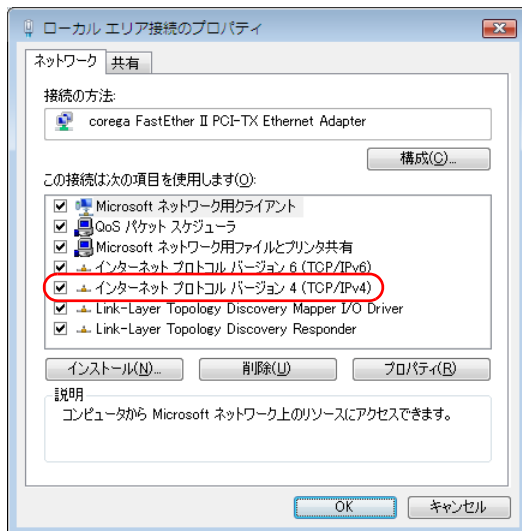 ローカル エリア接続のプロパティ
ネットワーク 共有
接続の方法:
corega FastEther II PCI-TX Ethernet Adapter
構成(C)...
この接続は次の項目を使用します(O):
Microsoft ネットワーク用クライアント
QoS パケット スケジューラ
Microsoft ネットワーク用ファイルとプリンタ共有
インターネット プロトコル バージョン 6 (TCP/IPv6)
インターネット プロトコル バージョン 4 (TCP/IPv4)
Link-Layer Topology Discovery Mapper I/O Driver
Link-Layer Topology Discovery Responder
インストール(N)... 削除(U) プロパティ(R)
説明
コンピュータから Microsoft ネットワーク上のリソースにアクセスできます。
OK キャンセル